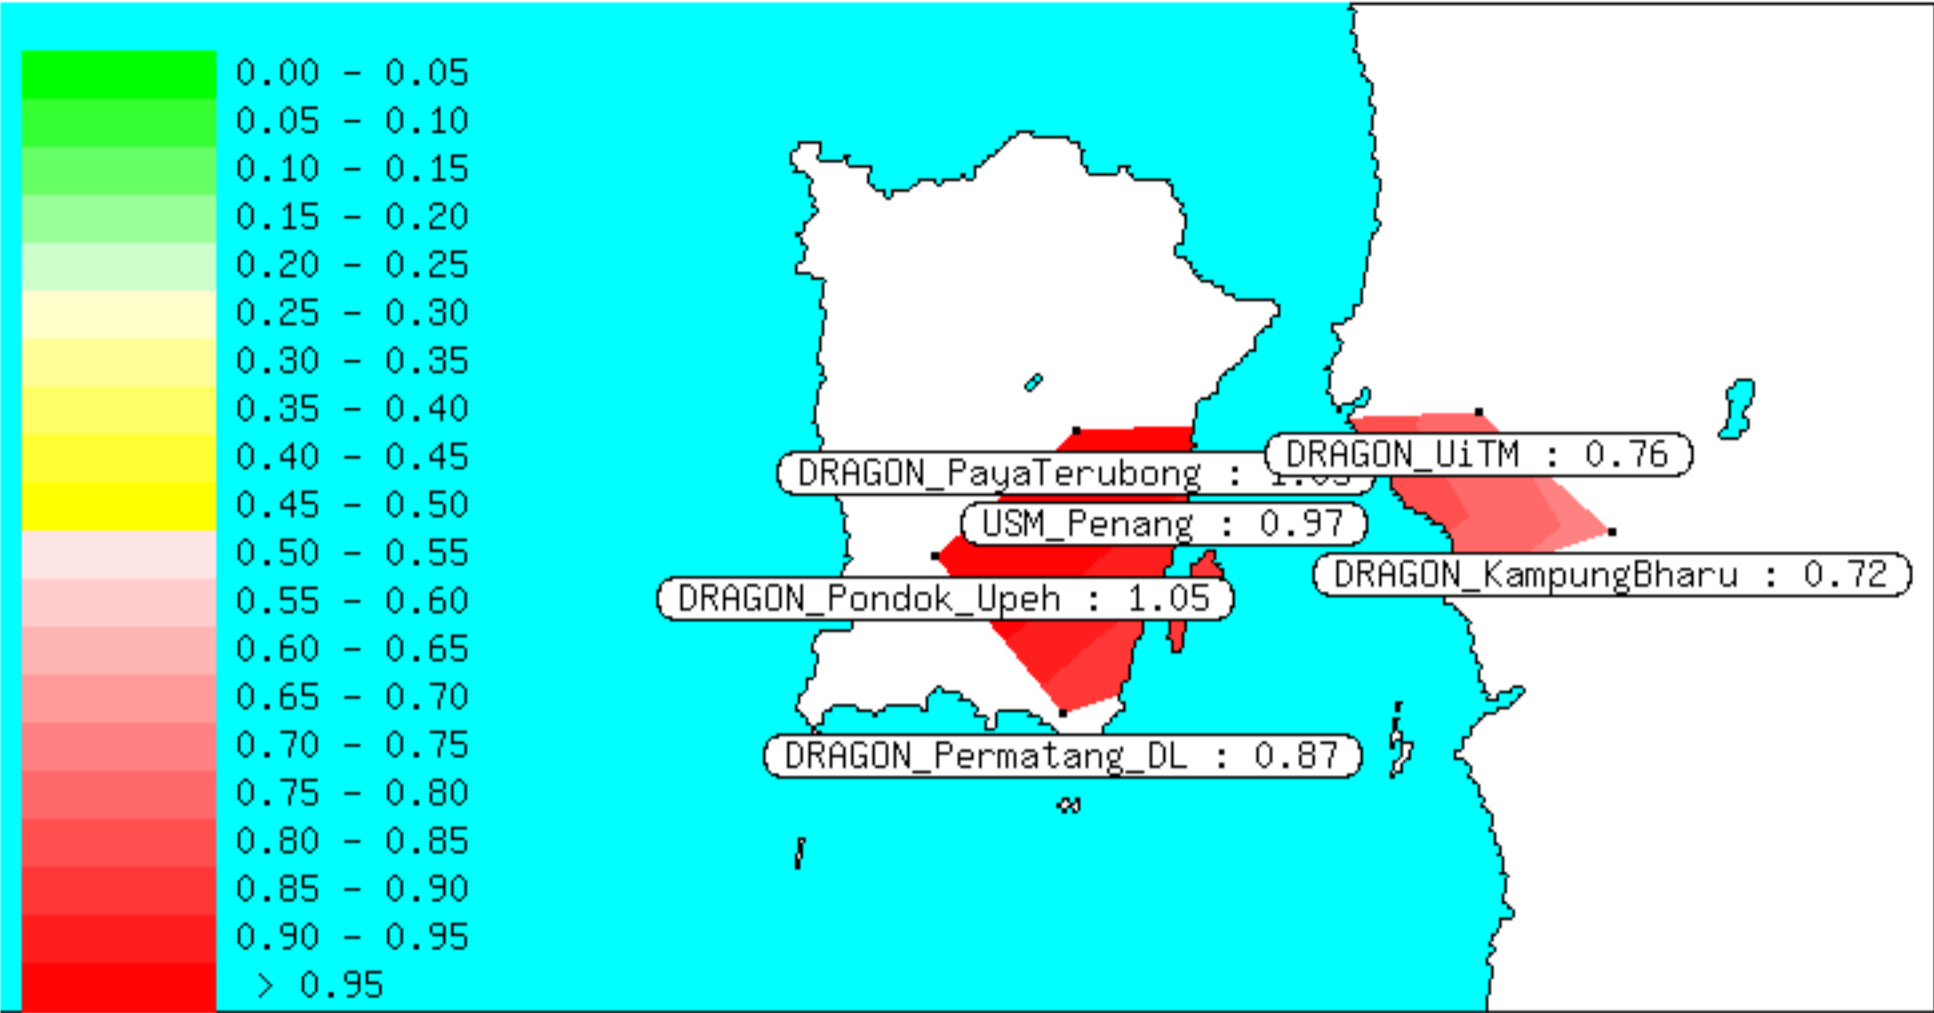 0.00 - 0.05
0.05 - 0.10
0.10 - 0.15
0.15 - 0.20
0.20 - 0.25
0.25 - 0.30
0.30 - 0.35
0.35 - 0.40
0.40 - 0.45
0.45 - 0.50
0.50 - 0.55
0.55 - 0.60
0.60 - 0.65
0.65 - 0.70
0.70 - 0.75
0.75 - 0.80
0.80 - 0.85
0.85 - 0.90
0.90 - 0.95
> 0.95
DRAGON_UiTM : 0.76
DRAGON_PayaTerubong :
USM_Penang : 0.97
DRAGON_KampungBharu : 0.72
DRAGON_Pondok_Upeh : 1.05
DRAGON_Permatang_DL : 0.87